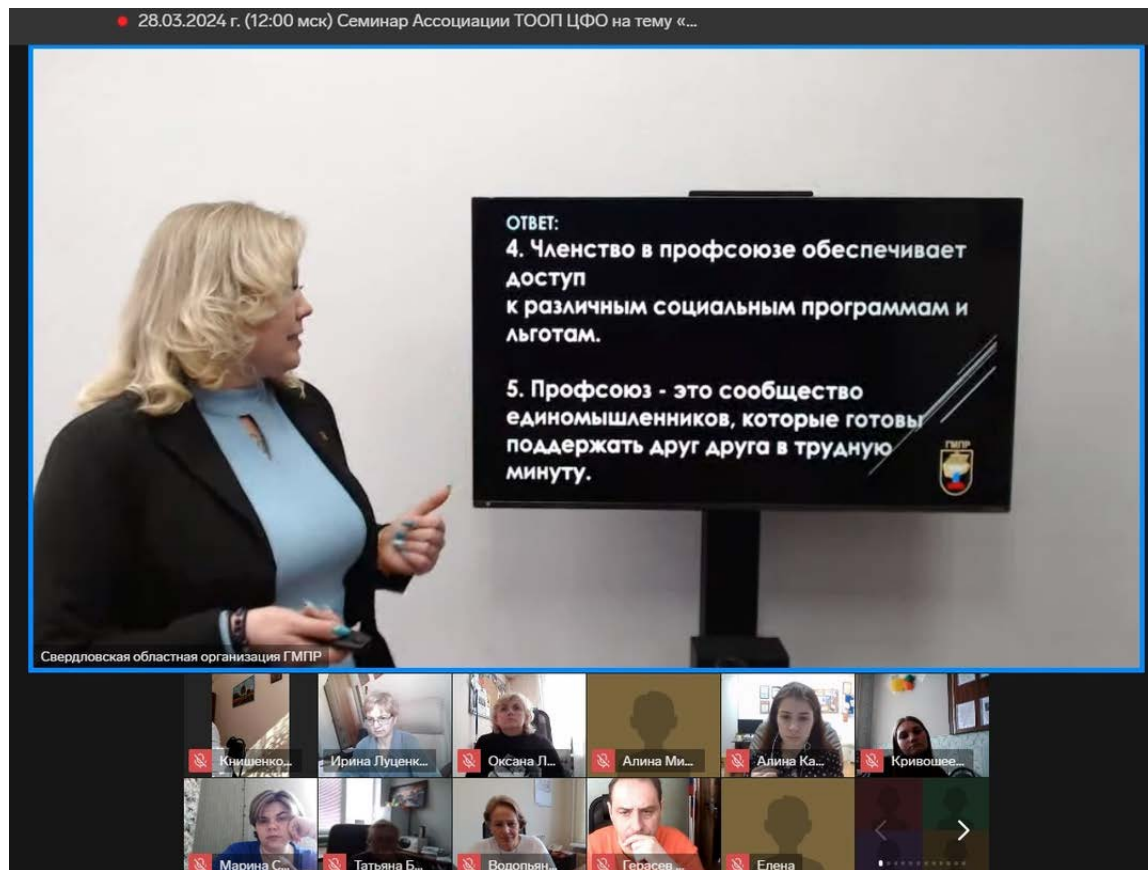 28.03.2024 г. (12:00 мск) Семинар Ассоциации ТООП ЦФО на тему «...
ОТВЕТ:
4. Членство в профсоюзе обеспечивает
доступ
к различным социальным программам и
льготам.
5. Профсоюз - это сообщество
единомышленников, которые готовы
поддержать друг друга в трудную
минуту.
ГМПР
Свердловская областная организация ГМПР
Книшенко...
Ирина Луценк...
Оксана Л...
Алина Ми...
Алина Ка...
Кривошее...
Марина С...
Татьяна Б...
Водопьян...
Герасев ...
Елена